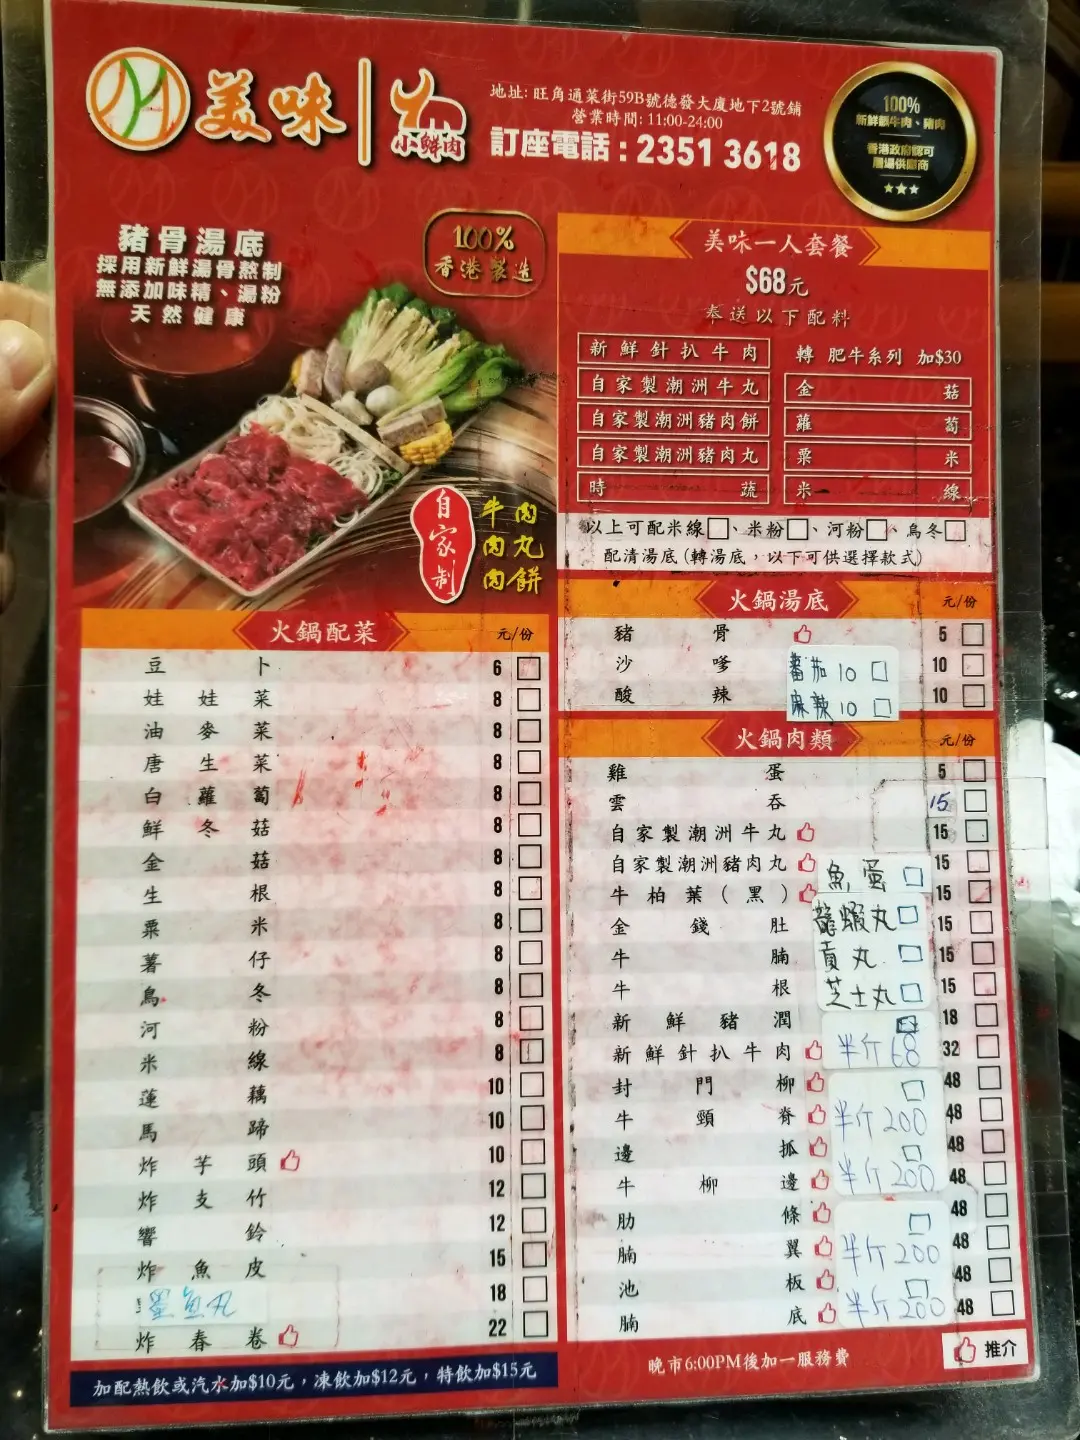 美味
小鮮肉
地址: 旺角通菜街59B號德發大廈地下2號鋪
營業時間: 11:00-24:00
訂座電話 : 2351 3618
100%
新鮮嚴牛肉、豬肉
香港政府認可
屠場供應商
豬骨湯底
採用新鮮湯骨熬制
無添加味精、湯粉
天然健康
100%
香港製造
自家制
牛肉
肉丸
肉餅
美味一人套餐
$68元
奉送以下配料
新鮮針扒牛肉
轉 肥牛系列 加$30
自家製潮洲牛丸
金菇
自家製潮洲豬肉餅
蘿蔔
自家製潮洲豬肉丸
粟米
時蔬
米線
以上可配米線□、米粉□、河粉□、烏冬□
配清湯底(轉湯底，以下可供選擇款式)
火鍋配菜 元/份
豆卜 6 □
娃娃菜 8 □
油麥菜 8 □
唐生菜 8 □
白蘿蔔 8 □
鮮冬菇 8 □
金菇 8 □
生根 8 □
粟米 8 □
薯仔 8 □
烏冬 8 □
河粉 8 □
米線 8 □
蓮藕 10 □
馬蹄 10 □
炸芋頭 10 □
炸支竹 12 □
響鈴 12 □
炸魚皮 15 □
墨魚丸 18 □
炸春卷 22 □
加配熱飲或汽水加$10元，凍飲加$12元，特飲加$15元
火鍋湯底 元/份
豬骨 5 □
沙嗲 10 □
酸辣 10 □
蕃茄 10 □
麻辣 10 □
火鍋肉類 元/份
雞蛋 5 □
雲吞 15 □
自家製潮洲牛丸 15 □
自家製潮洲豬肉丸 15 □
牛柏葉(黑) 15 □
金錢肚 15 □
牛腩 15 □
牛根 15 □
新鮮豬潤 18 □
新鮮針扒牛肉 32 □
封門柳 48 □
牛頸脊 48 □
邊抓 48 □
牛柳邊 48 □
肋條 48 □
腩翼 48 □
池板 48 □
腩底 48 □
魚蛋 □
龍蝦丸 □
貢丸 □
芝士丸 □
半斤 68
半斤 200
半斤 200
半斤 200
半斤 200
晚市6:00PM後加一服務費
推介